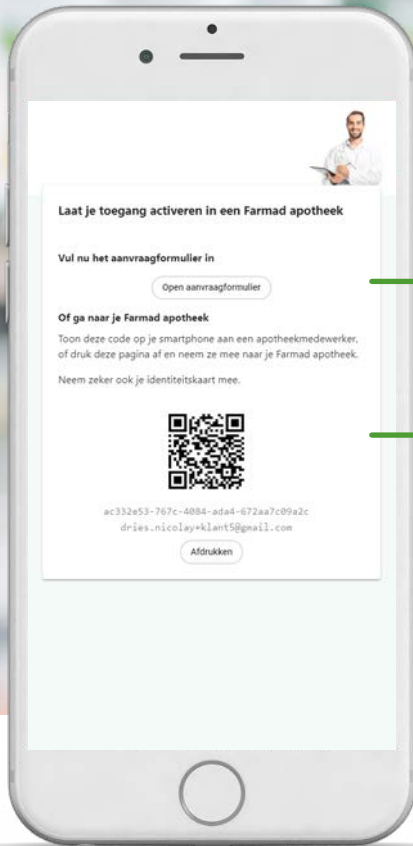 Laat je toegang activeren in een Farmad apotheek
Vul nu het aanvraagformulier in
Open aanvraagformulier
Of ga naar je Farmad apotheek
Toon deze code op je smartphone aan een apotheekmedewerker,
of druk deze pagina af en neem ze mee naar je Farmad apotheek.
Neem zeker ook je identiteitskaart mee.
ac332e53-767c-4084-ada4-672aa7c09a2c
dries.nicolay+klant5@gmail.com
Afdrukken